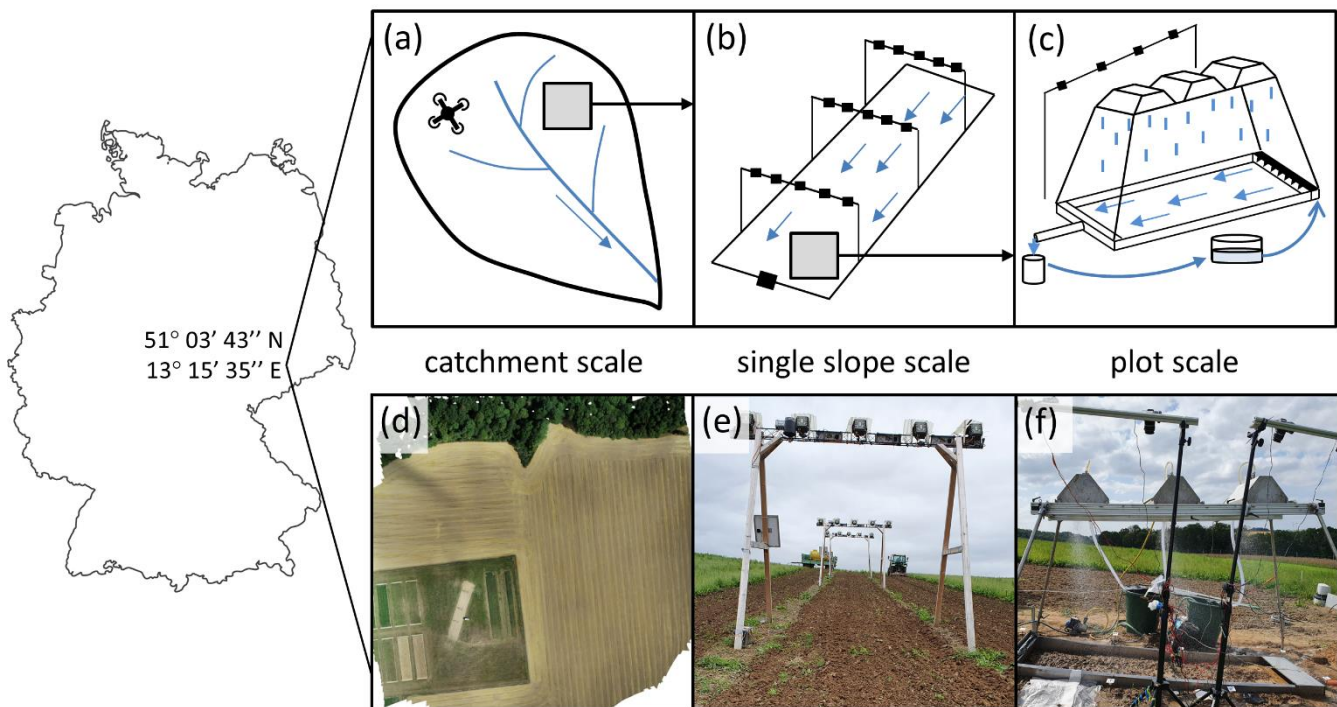 (a)
(b)
(c)
51° 03’ 43’’ N
13° 15’ 35’’ E
catchment scale
single slope scale
plot scale
(d)
(e)
(f)